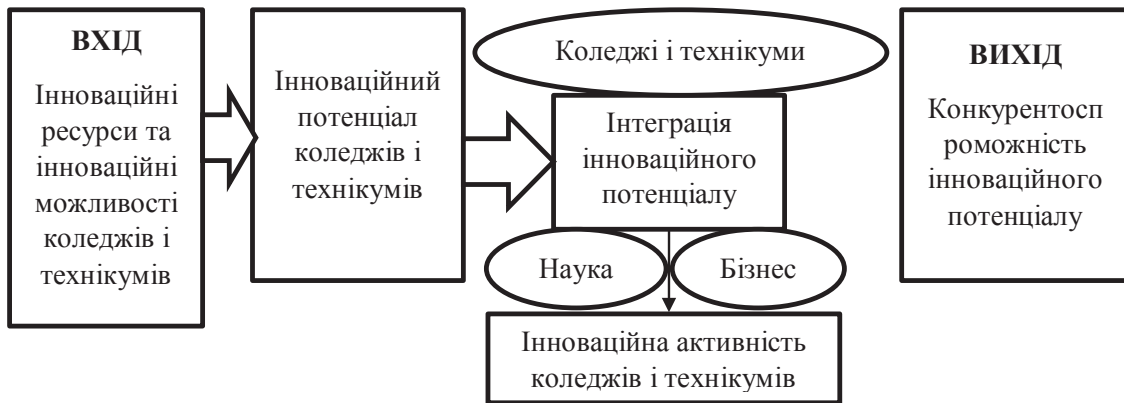 ВХІД
Інноваційні
ресурси та
інноваційні
можливості
коледжів і
технікумів
Інноваційний
потенціал
коледжів і
технікумів
Коледжі і технікуми
Інтеграція
інноваційного
потенціалу
Наука
Бізнес
Інноваційна активність
коледжів і технікумів
ВИХІД
Конкурентосп
роможність
інноваційного
потенціалу